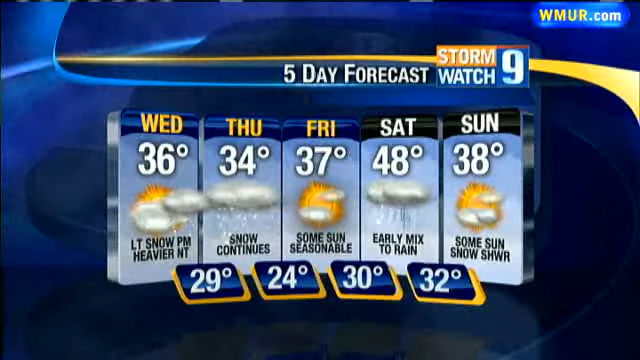 WMUR.com
5 DAY FORECAST
STORM
WATCH 9
WED THU FRI SAT SUN
36° 34° 37° 48° 38°
LT SNOW PM
HEAVIER NT
SNOW
CONTINUES
SOME SUN
SEASONABLE
EARLY MIX
TO RAIN
SOME SUN
SNOW SHWR
29° 24° 30° 32°